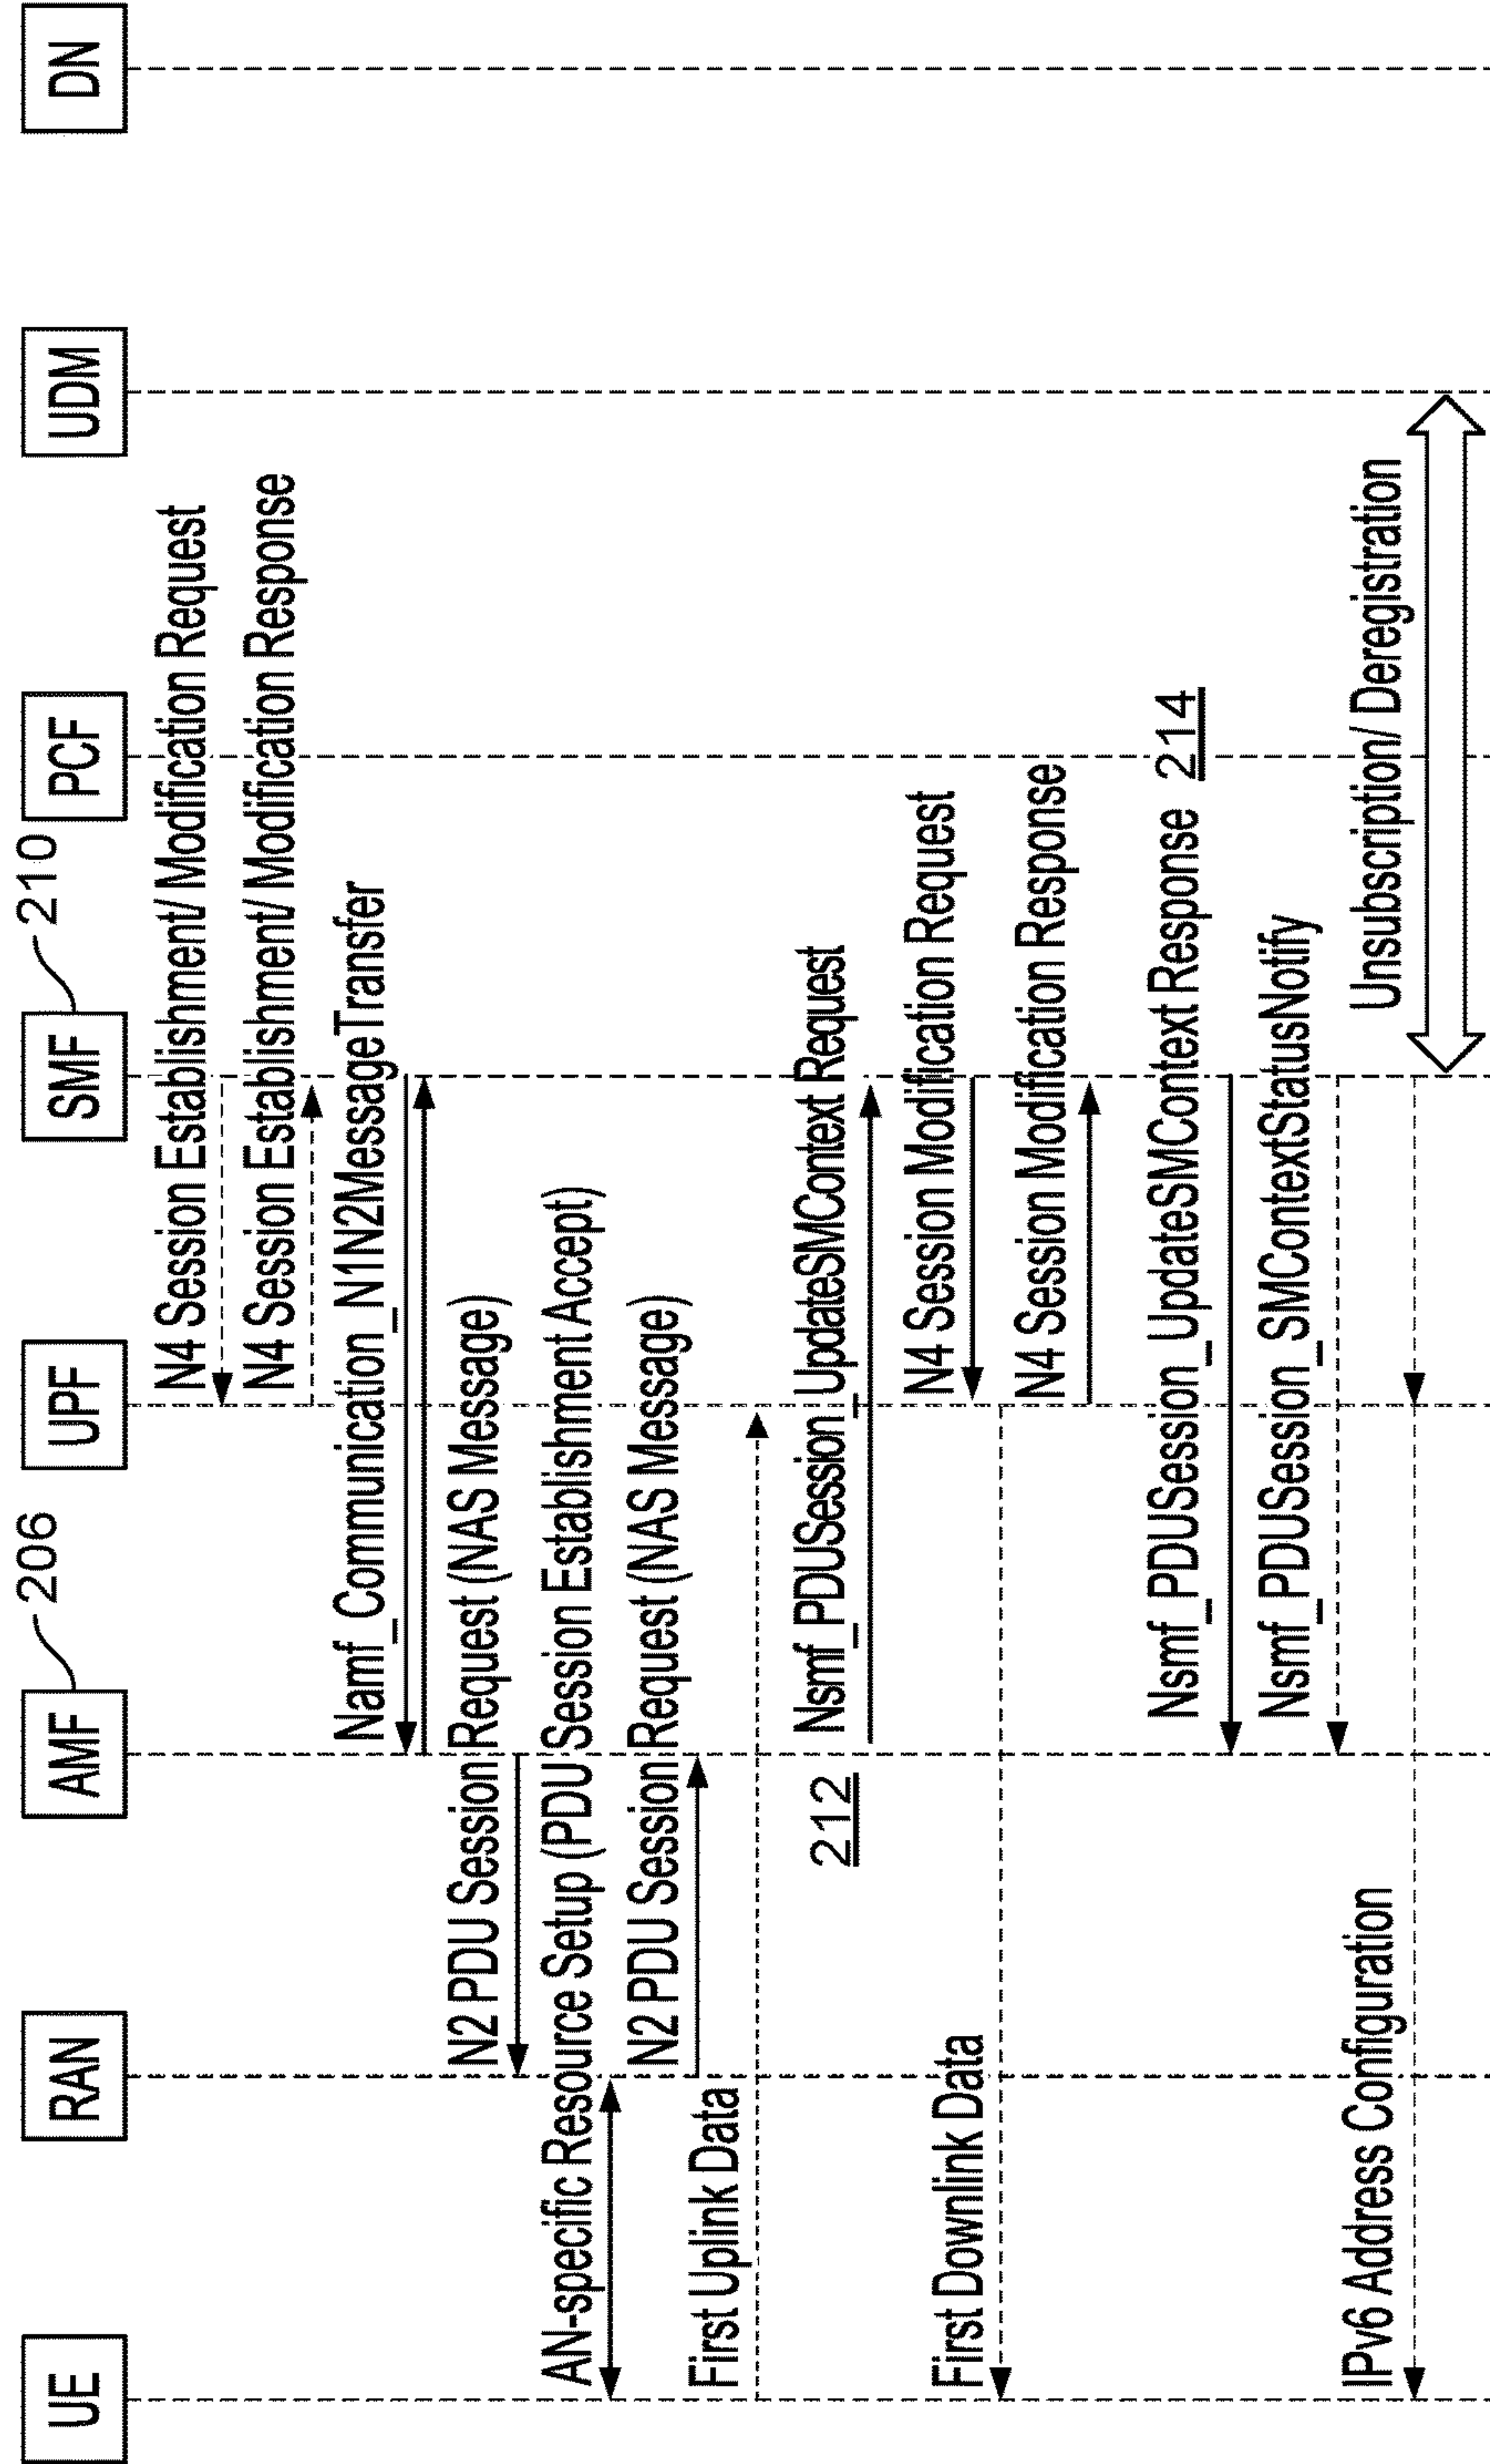 UE
RAN
AMF
206
UPF
SMF
210
PCF
UDM
DN
N4 Session Establishment/ Modification Request
N4 Session Establishment/ Modification Response
Namf_Communication_N1N2MessageTransfer
N2 PDU Session Request (NAS Message)
AN-specific Resource Setup (PDU Session Establishment Accept)
N2 PDU Session Request (NAS Message)
First Uplink Data
212
Nsmf_PDUSession_UpdateSMContext Request
N4 Session Modification Request
First Downlink Data
N4 Session Modification Response
Nsmf_PDUSession_UpdateSMContext Response
214
Nsmf_PDUSession_SMContextStatusNotify
IPv6 Address Configuration
Unsubscription/ Deregistration